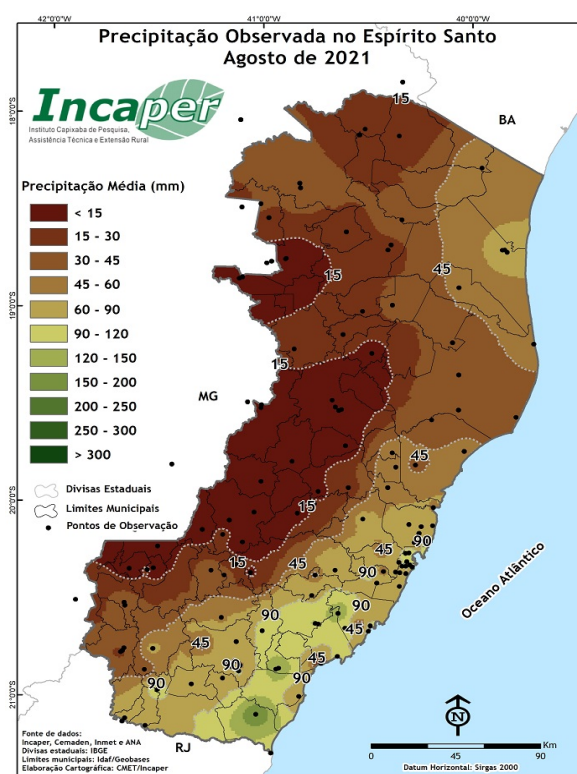 42°0'0"W
41°0'0"W
40°0'0"W
Precipitação Observada no Espírito Santo
Agosto de 2021
Incaper
Instituto Capixaba de Pesquisa,
Assistência Técnica e Extensão Rural
18°0'0"S
15
BA
Precipitação Média (mm)
< 15
15 - 30
30 - 45
45 - 60
60 - 90
90 - 120
120 - 150
150 - 200
200 - 250
250 - 300
> 300
15
45
19°0'0"S
15
MG
Divisas Estaduais
Limites Municipais
Pontos de Observação
45
20°0'0"S
15
90
45
45
15
90
90
90
45
45
45
90
90
90
Oceano Atlântico
21°0'0"S
RJ
Fonte de dados:
Incaper, Cemaden, Inmet e ANA
Divisas estaduais: IBGE
Limites municipais: Idaf/Geobases
Elaboração Cartográfica: CMET/Incaper
N
0 45 90
Km
Datum Horizontal: Sirgas 2000